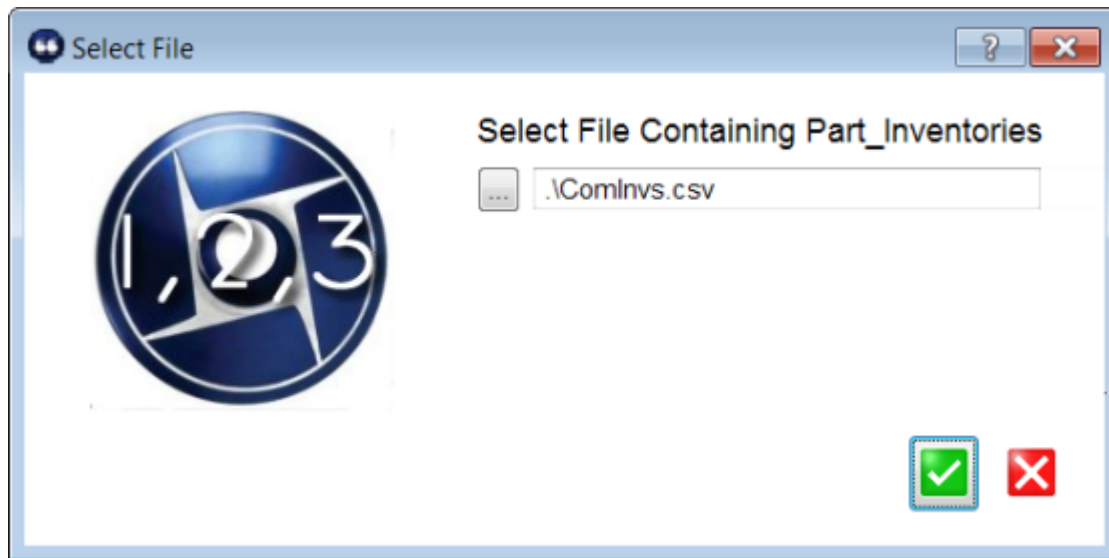 Select File
?
Select File Containing Part_Inventories
... .\ComInvs.csv
1,2,3